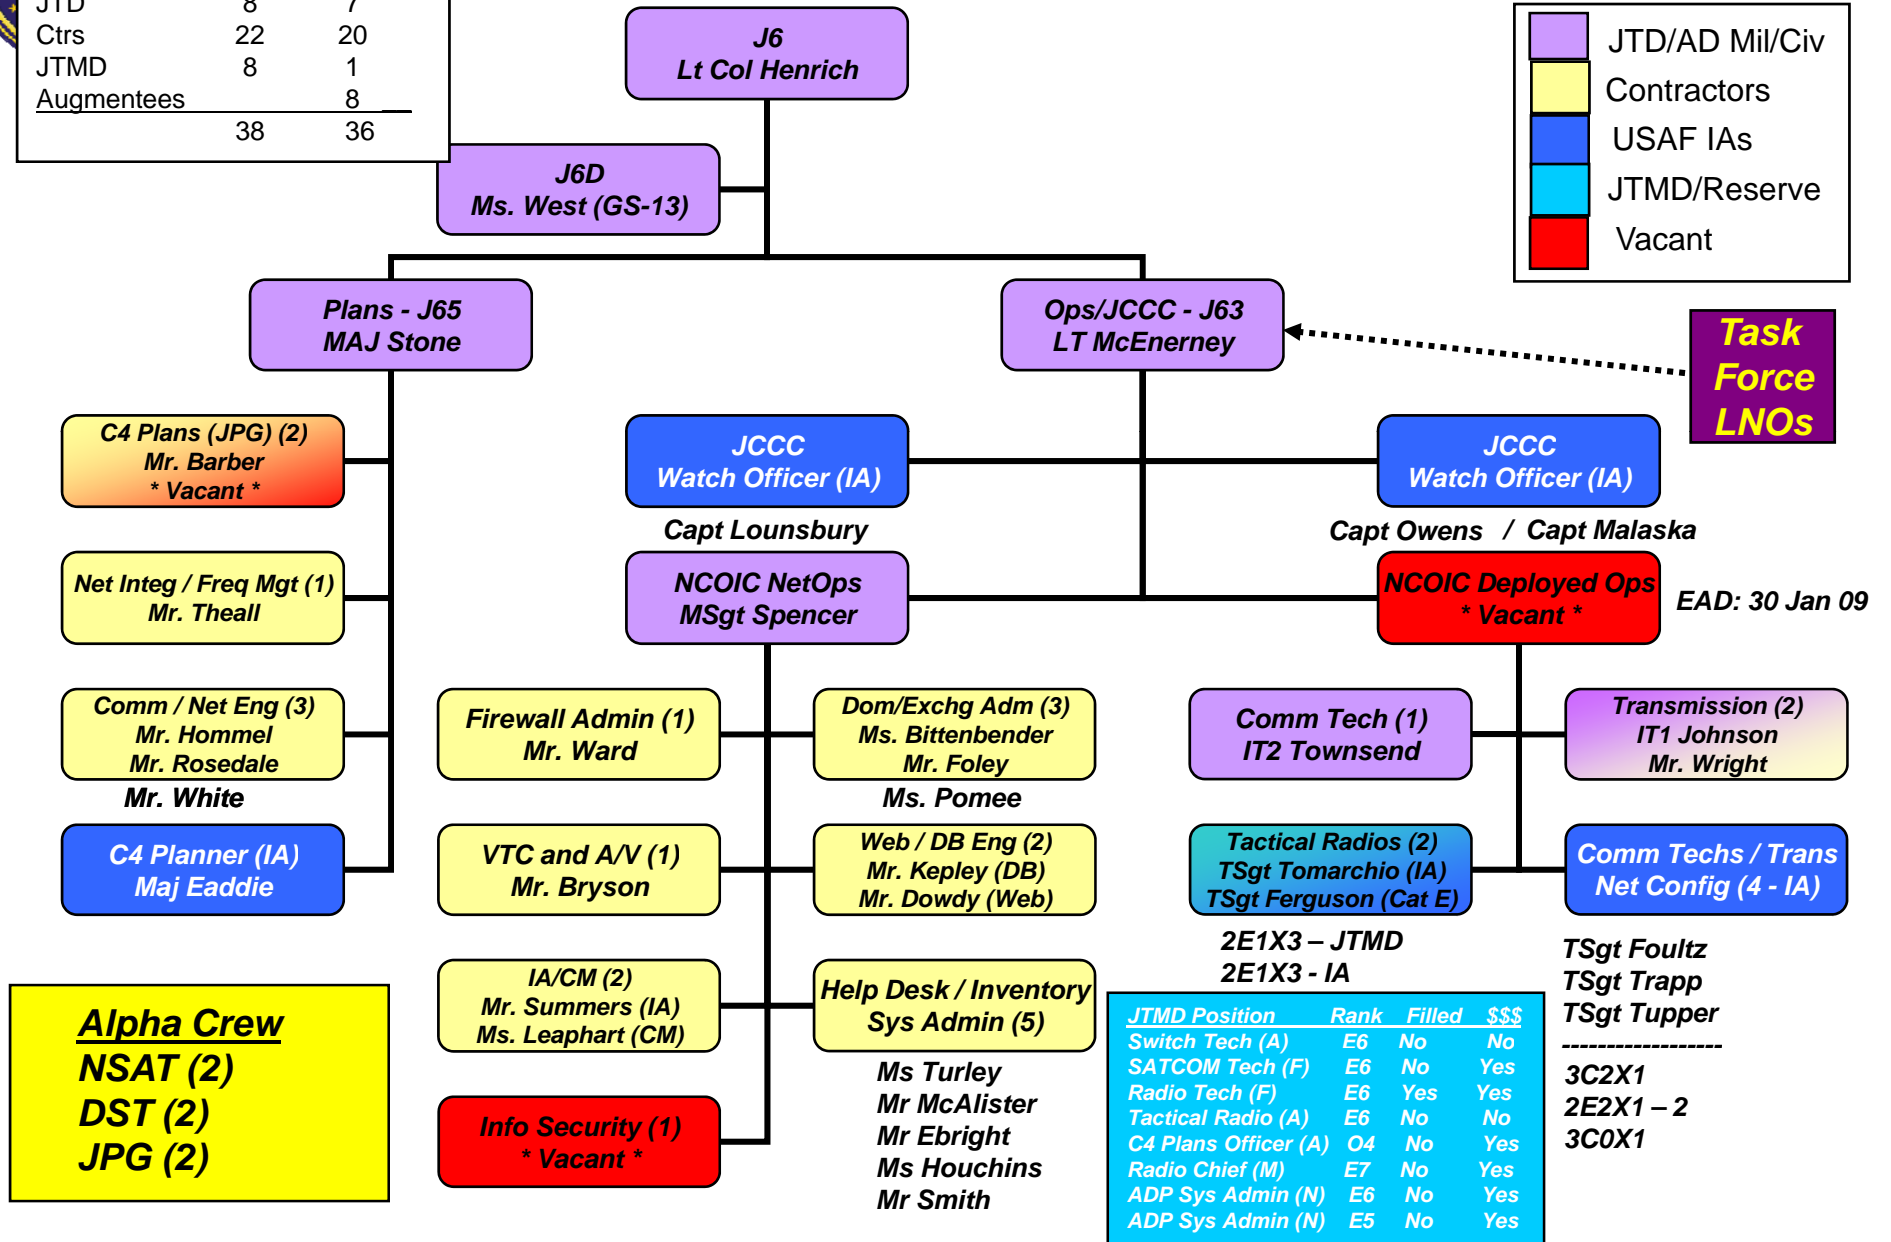 JTD 8 7
Ctrs 22 20
JTMD 8 1
Augmentees 8
38 36
J6
Lt Col Henrich
JTD/AD Mil/Civ
Contractors
USAF IAs
JTMD/Reserve
Vacant
J6D
Ms. West (GS-13)
Plans - J65
MAJ Stone
Ops/JCCC - J63
LT McEnerney
Task
Force
LNOs
C4 Plans (JPG) (2)
Mr. Barber
* Vacant *
JCCC
Watch Officer (IA)
Capt Lounsbury
JCCC
Watch Officer (IA)
Capt Owens / Capt Malaska
Net Integ / Freq Mgt (1)
Mr. Theall
NCOIC NetOps
MSgt Spencer
NCOIC Deployed Ops
* Vacant *
EAD: 30 Jan 09
Comm / Net Eng (3)
Mr. Hommel
Mr. Rosedale
Mr. White
Firewall Admin (1)
Mr. Ward
Dom/Exchg Adm (3)
Ms. Bittenbender
Mr. Foley
Ms. Pomee
Comm Tech (1)
IT2 Townsend
Transmission (2)
IT1 Johnson
Mr. Wright
C4 Planner (IA)
Maj Eaddie
VTC and A/V (1)
Mr. Bryson
Web / DB Eng (2)
Mr. Kepley (DB)
Mr. Dowdy (Web)
Tactical Radios (2)
TSgt Tomarchio (IA)
TSgt Ferguson (Cat E)
2E1X3 – JTMD
2E1X3 - IA
Comm Techs / Trans
Net Config (4 - IA)
TSgt Foultz
TSgt Trapp
TSgt Tupper
------------------
3C2X1
2E2X1 – 2
3C0X1
IA/CM (2)
Mr. Summers (IA)
Ms. Leaphart (CM)
Help Desk / Inventory
Sys Admin (5)
Ms Turley
Mr McAlister
Mr Ebright
Ms Houchins
Mr Smith
Info Security (1)
* Vacant *
Alpha Crew
NSAT (2)
DST (2)
JPG (2)
JTMD Position Rank Filled $$$
Switch Tech (A) E6 No No
SATCOM Tech (F) E6 No Yes
Radio Tech (F) E6 Yes Yes
Tactical Radio (A) E6 No No
C4 Plans Officer (A) O4 No Yes
Radio Chief (M) E7 No Yes
ADP Sys Admin (N) E6 No Yes
ADP Sys Admin (N) E5 No Yes